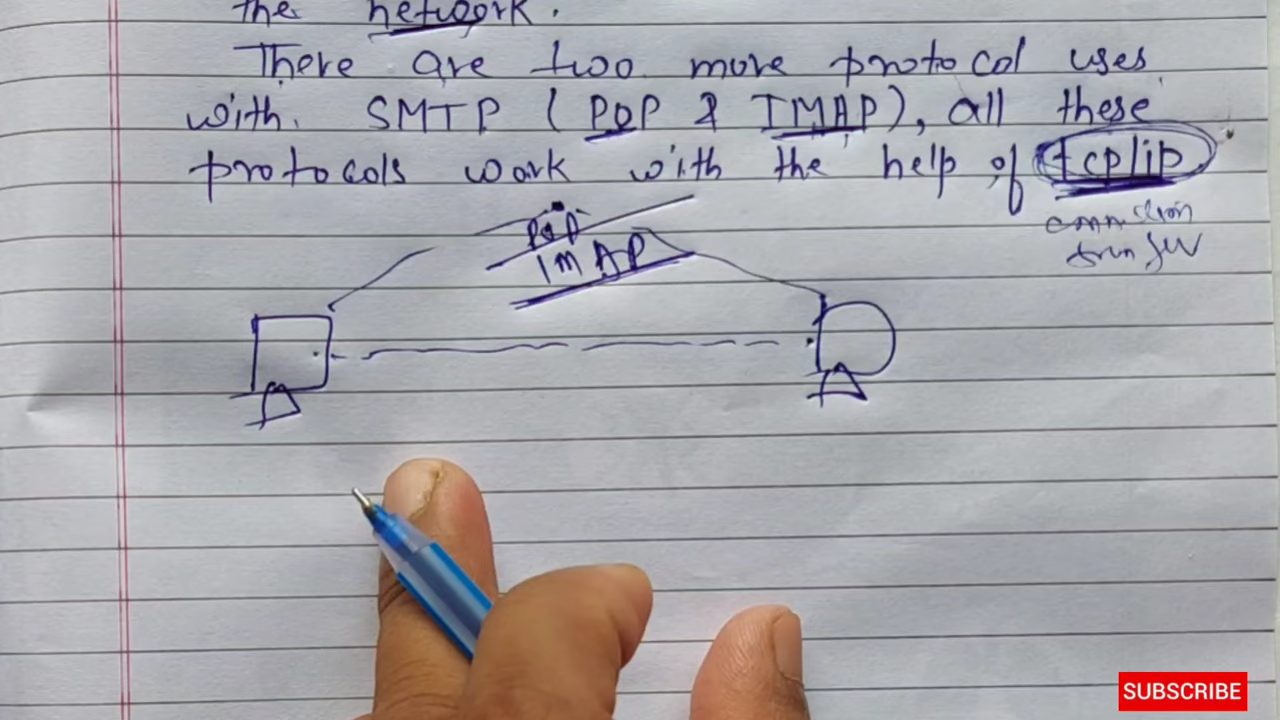 the network.
There are two more protocol uses
with. SMTP ( POP & IMAP), all these
protocols work with the help of tcp/ip.
POP
IMAP
SUBSCRIBE